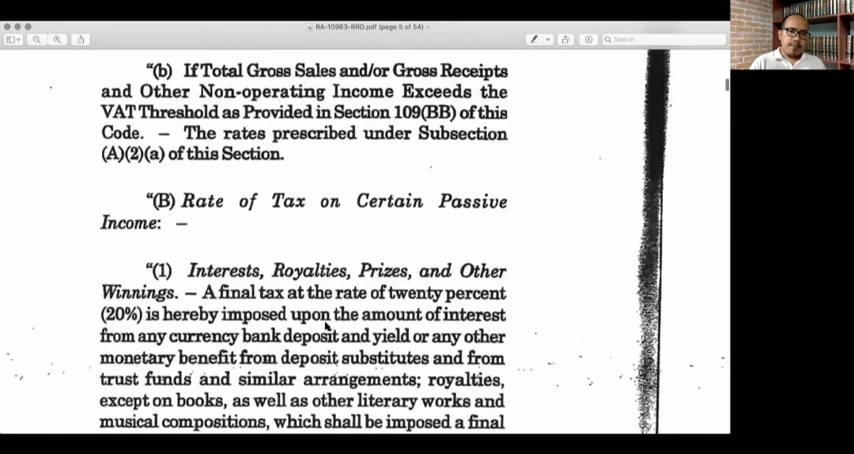 RA-10963-RRD.pdf (page 5 of 54)
Search
“(b) If Total Gross Sales and/or Gross Receipts
and Other Non-operating Income Exceeds the
VAT Threshold as Provided in Section 109(BB) of this
Code. – The rates prescribed under Subsection
(A)(2)(a) of this Section.
“(B) Rate of Tax on Certain Passive
Income: –
“(1) Interests, Royalties, Prizes, and Other
Winnings. – A final tax at the rate of twenty percent
(20%) is hereby imposed upon the amount of interest
from any currency bank deposit and yield or any other
monetary benefit from deposit substitutes and from
trust funds and similar arrangements; royalties,
except on books, as well as other literary works and
musical compositions, which shall be imposed a final